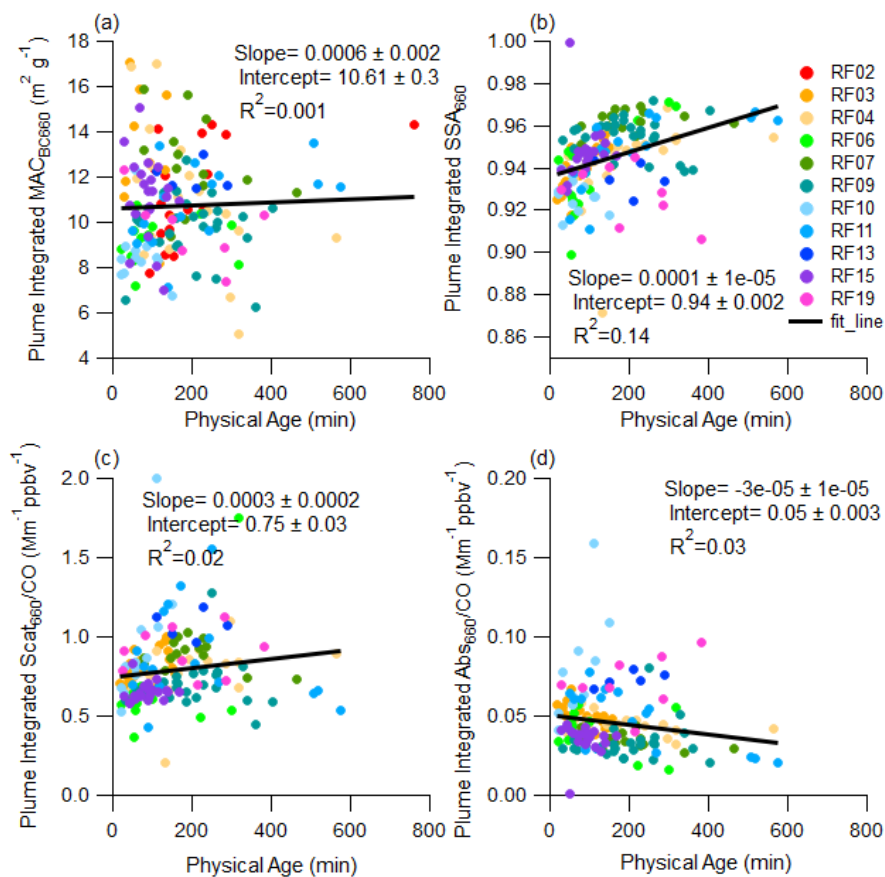 (a)
18
16
14
12
10
8
6
4
Plume Integrated MAC_BC660 (m² g⁻¹)
Slope= 0.0006 ± 0.002
Intercept= 10.61 ± 0.3
R²=0.001
0 200 400 600 800
Physical Age (min)
(b)
1.00
0.98
0.96
0.94
0.92
0.90
0.88
0.86
Plume Integrated SSA₆₆₀
Slope= 0.0001 ± 1e-05
Intercept= 0.94 ± 0.002
R²=0.14
RF02
RF03
RF04
RF06
RF07
RF09
RF10
RF11
RF13
RF15
RF19
fit_line
0 200 400 600 800
Physical Age (min)
(c)
2.0
1.5
1.0
0.5
0.0
Plume Integrated Scat₆₆₀/CO (Mm⁻¹ppbv⁻¹)
Slope= 0.0003 ± 0.0002
Intercept= 0.75 ± 0.03
R²=0.02
0 200 400 600 800
Physical Age (min)
(d)
0.20
0.15
0.10
0.05
0.00
Plume Integrated Abs₆₆₀/CO (Mm⁻¹ppbv⁻¹)
Slope= -3e-05 ± 1e-05
Intercept= 0.05 ± 0.003
R²=0.03
0 200 400 600 800
Physical Age (min)